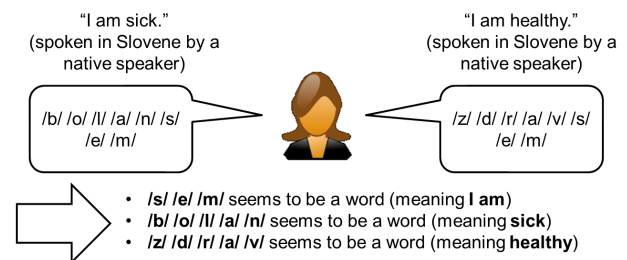 “I am sick.”
(spoken in Slovene by a
native speaker)
/b/ /o/ /l/ /a/ /n/ /s/
/e/ /m/
“I am healthy.”
(spoken in Slovene by a
native speaker)
/z/ /d/ /r/ /a/ /v/ /s/
/e/ /m/
• /s/ /e/ /m/ seems to be a word (meaning I am)
• /b/ /o/ /l/ /a/ /n/ seems to be a word (meaning sick)
• /z/ /d/ /r/ /a/ /v/ seems to be a word (meaning healthy)